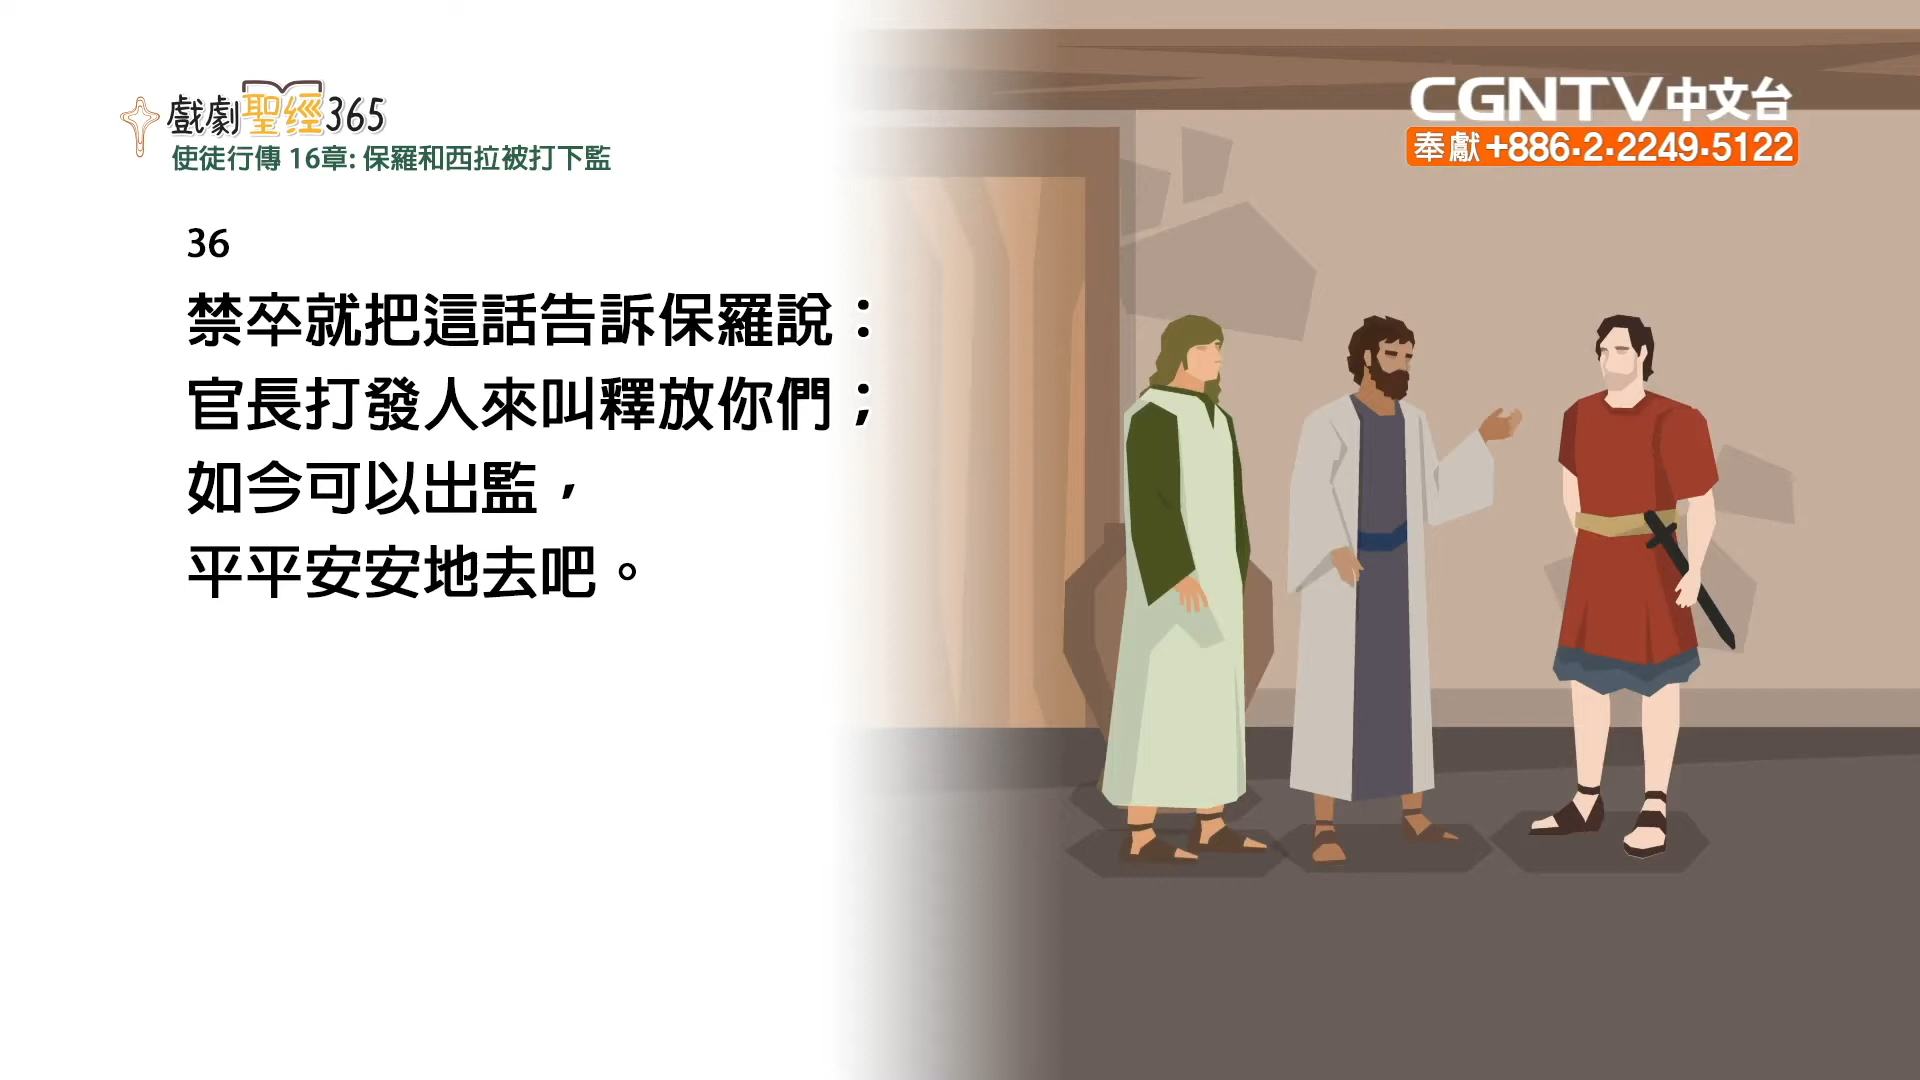 戲劇聖經365
使徒行傳 16章: 保羅和西拉被打下監
CGNTV中文台
奉獻 +886·2·2249·5122
36
禁卒就把這話告訴保羅說：
官長打發人來叫釋放你們；
如今可以出監，
平平安安地去吧。